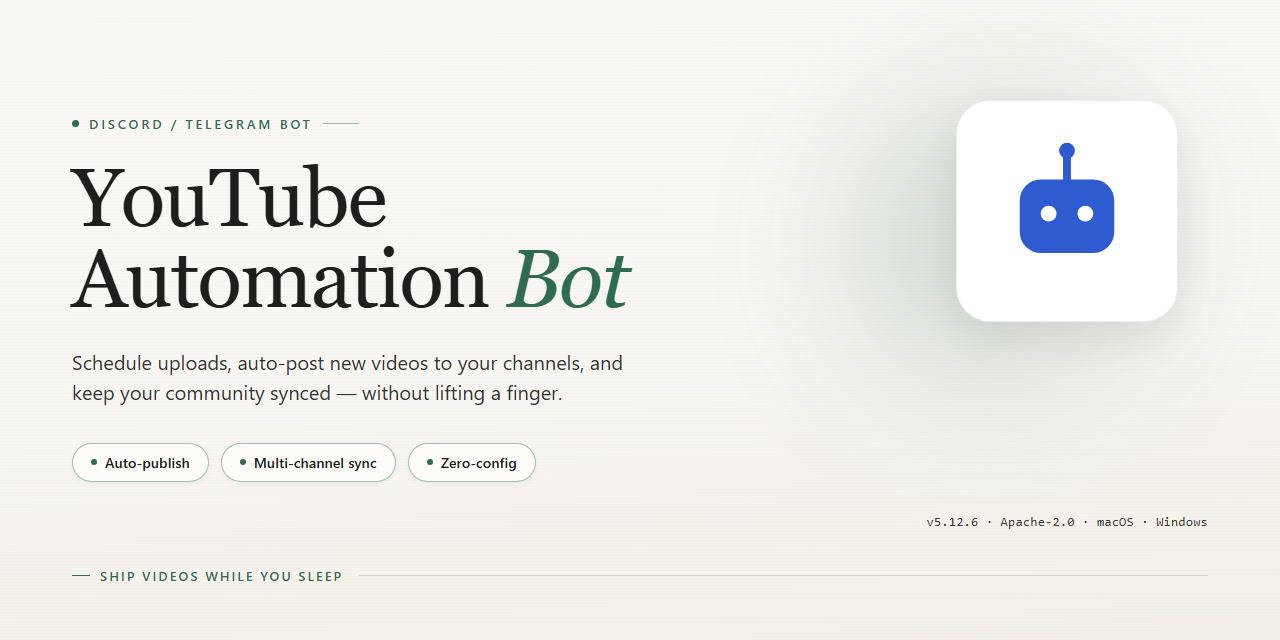 DISCORD / TELEGRAM BOT
YouTube
Automation Bot
Schedule uploads, auto-post new videos to your channels, and
keep your community synced — without lifting a finger.
Auto-publish
Multi-channel sync
Zero-config
v5.12.6 · Apache-2.0 · macOS · Windows
SHIP VIDEOS WHILE YOU SLEEP